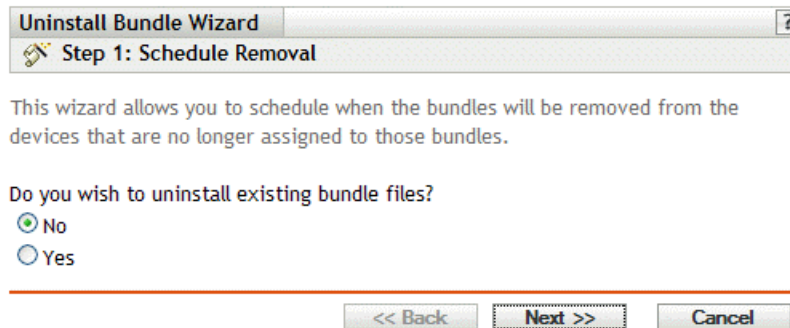 Uninstall Bundle Wizard
?
Step 1: Schedule Removal
This wizard allows you to schedule when the bundles will be removed from the
devices that are no longer assigned to those bundles.
Do you wish to uninstall existing bundle files?
No
Yes
<< Back Next >> Cancel